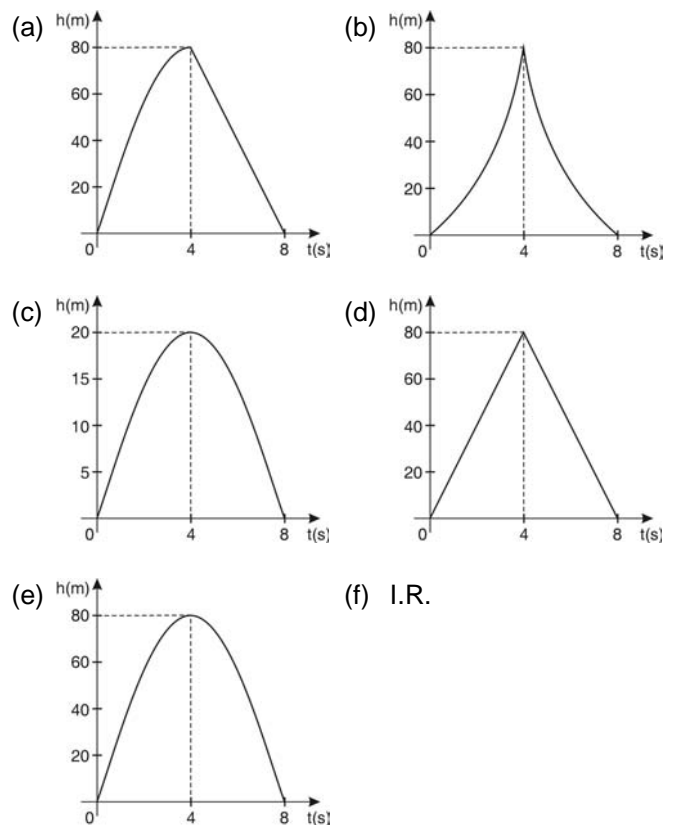 (a) h(m) 80 60 40 20 0 4 8 t(s)
(b) h(m) 80 60 40 20 0 4 8 t(s)
(c) h(m) 20 15 10 5 0 4 8 t(s)
(d) h(m) 80 60 40 20 0 4 8 t(s)
(e) h(m) 80 60 40 20 0 4 8 t(s)
(f) I.R.